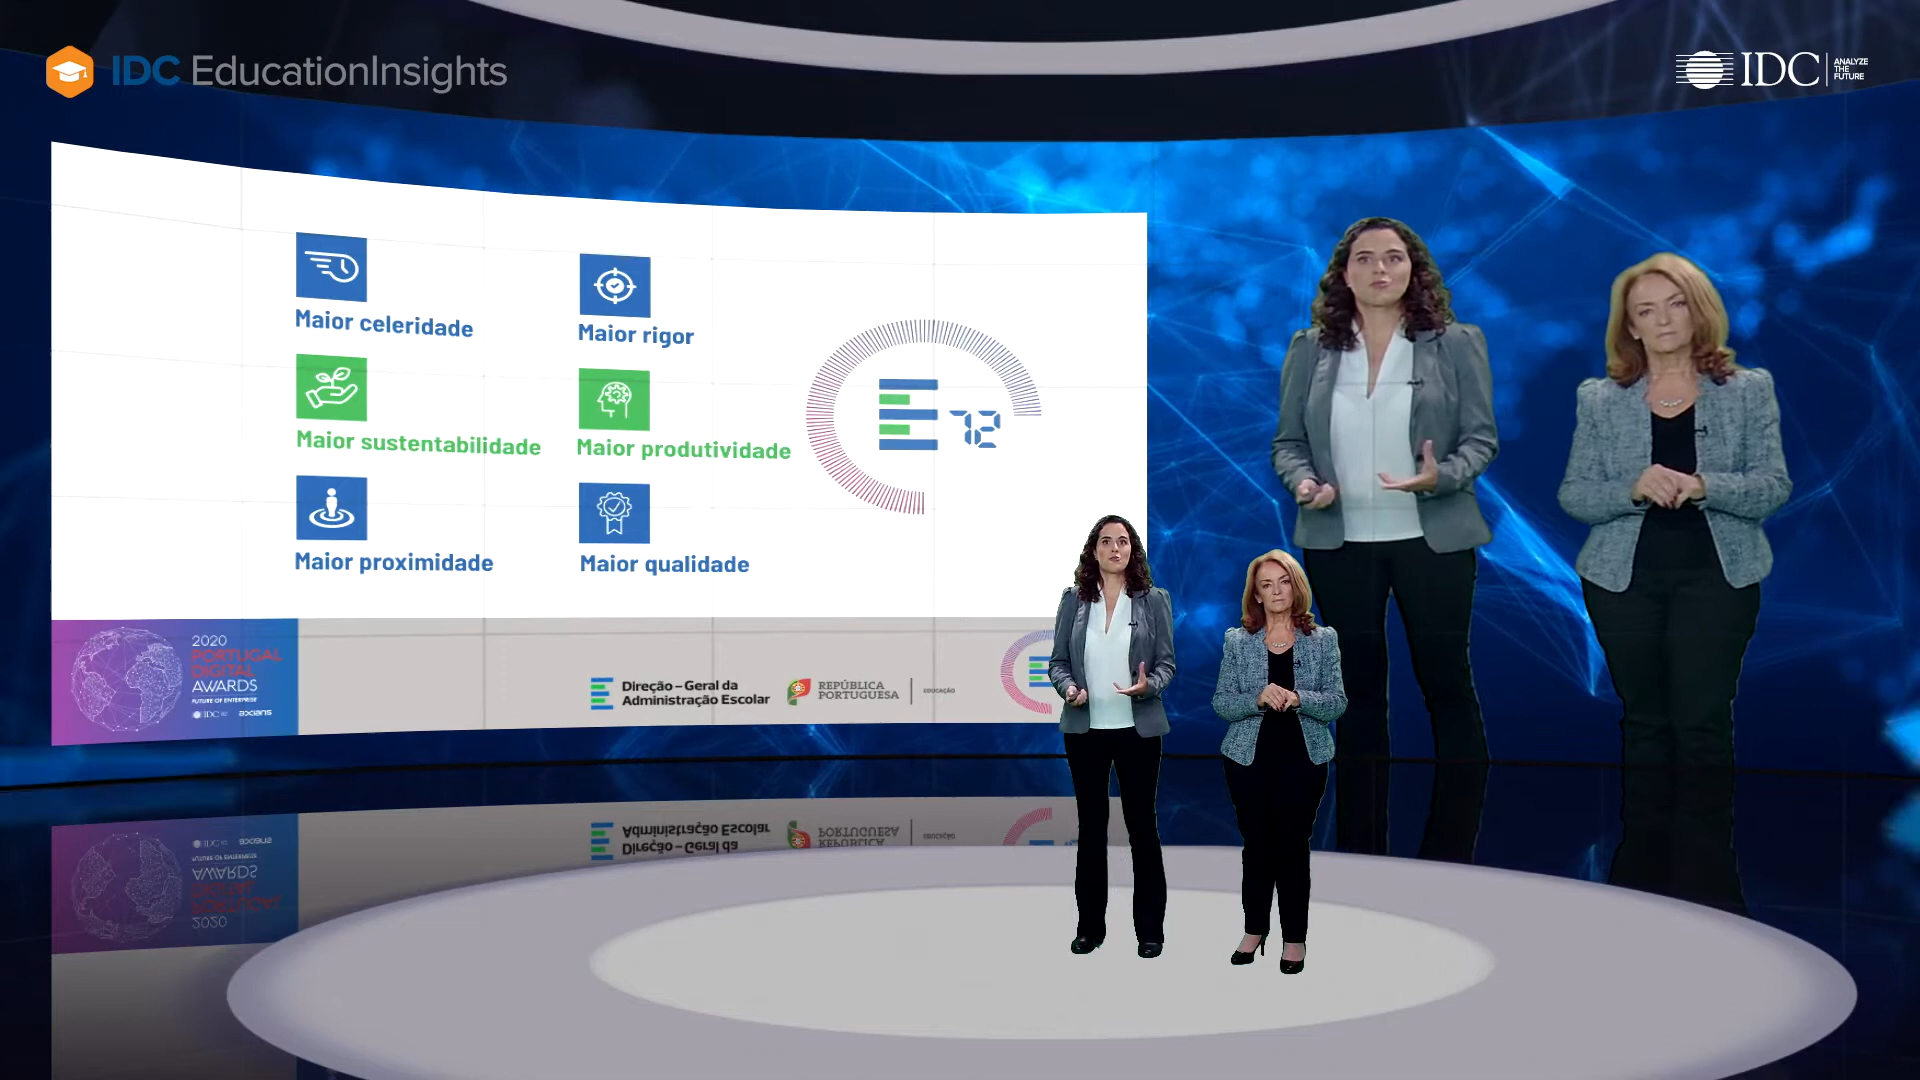 IDC EducationInsights
IDC
ANALYZE
THE
FUTURE
Maior celeridade
Maior rigor
Maior sustentabilidade
Maior produtividade
Maior proximidade
Maior qualidade
E72
2020
PORTUGAL
DIGITAL
AWARDS
FUTURE OF ENTERPRISE
IDC axians
Direção-Geral da
Administração Escolar
REPÚBLICA
PORTUGUESA
EDUCAÇÃO